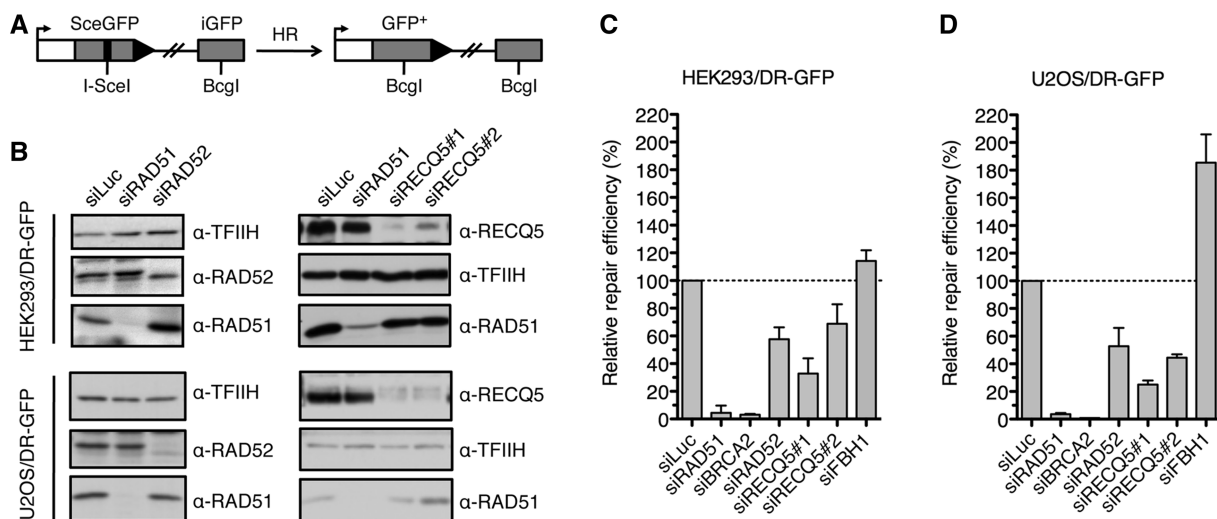 A
SceGFP iGFP HR GFP+
I-SceI BcgI BcgI BcgI
B
siLuc siRAD51 siRAD52
HEK293/DR-GFP
α-TFIIH
α-RAD52
α-RAD51
siLuc siRAD51 siRECQ5#1 siRECQ5#2
α-RECQ5
α-TFIIH
α-RAD51
U2OS/DR-GFP
α-TFIIH
α-RAD52
α-RAD51
α-RECQ5
α-TFIIH
α-RAD51
C
HEK293/DR-GFP
Relative repair efficiency (%)
220
200
180
160
140
120
100
80
60
40
20
0
siLuc siRAD51 siBRCA2 siRAD52 siRECQ5#1 siRECQ5#2 siFBH1
D
U2OS/DR-GFP
Relative repair efficiency (%)
220
200
180
160
140
120
100
80
60
40
20
0
siLuc siRAD51 siBRCA2 siRAD52 siRECQ5#1 siRECQ5#2 siFBH1